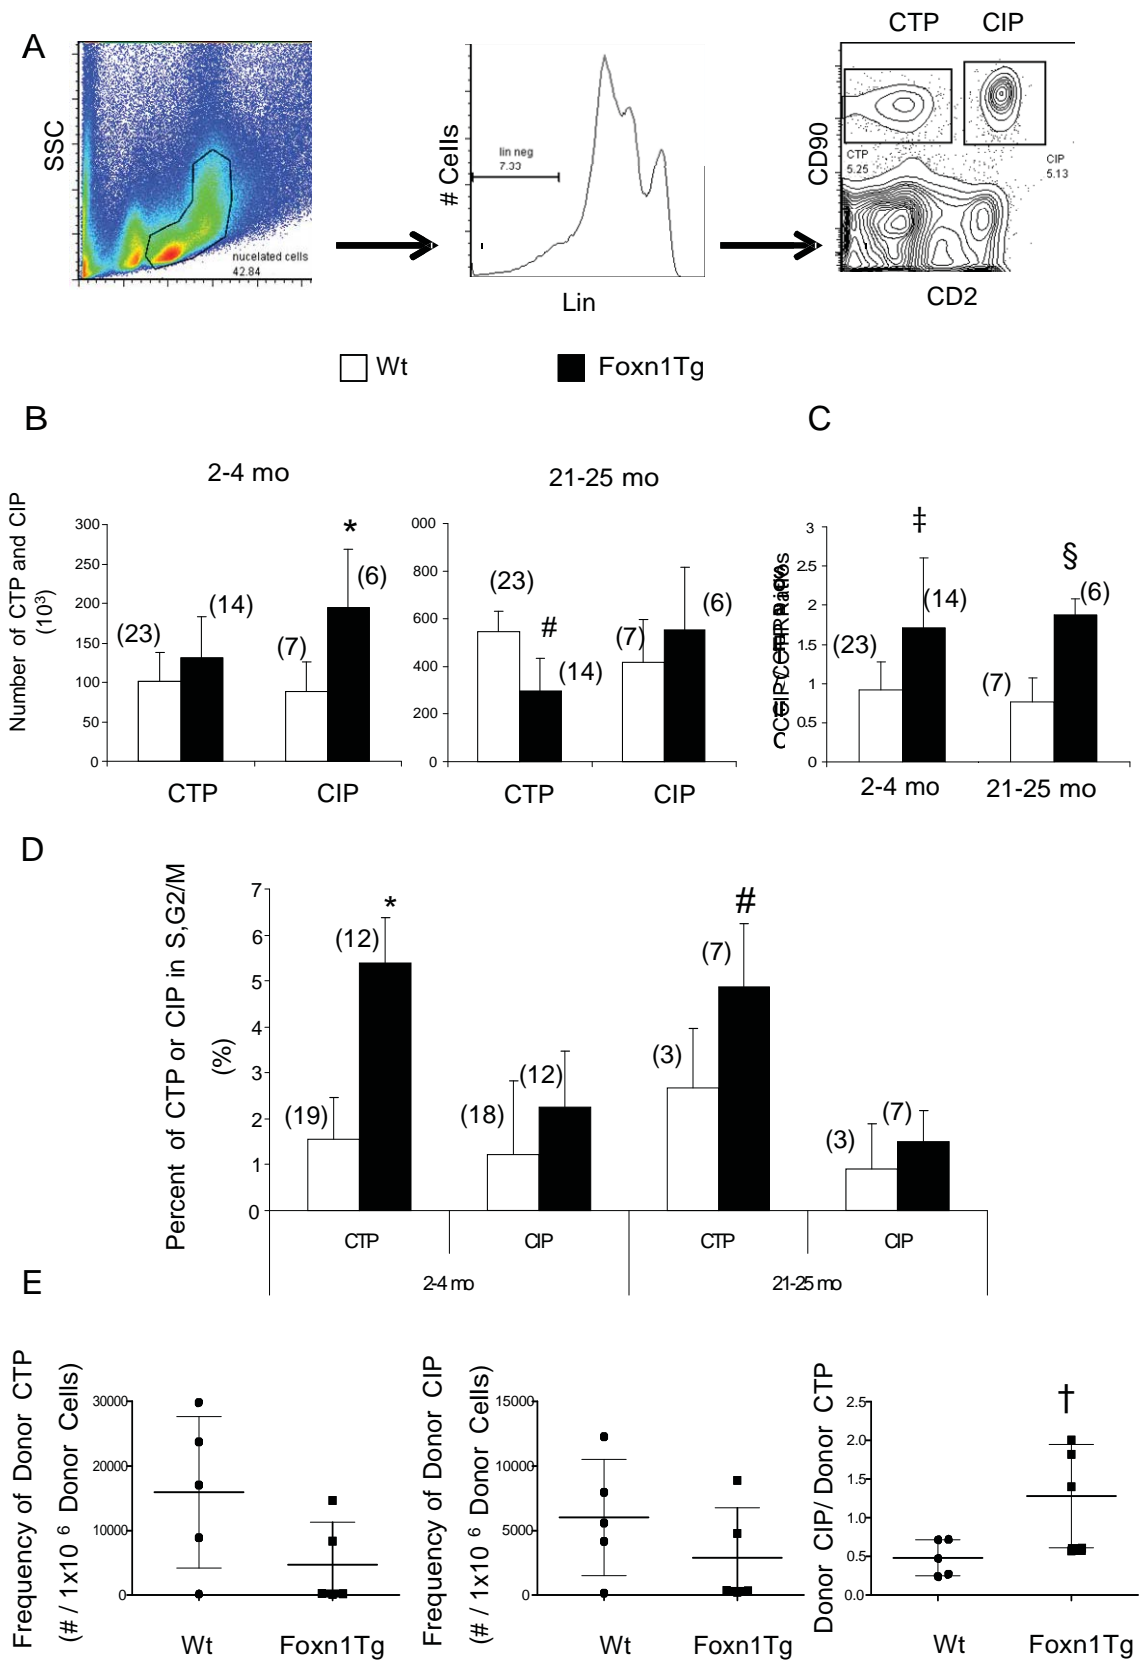 A
CTP CIP
SSC
nucelated cells
42.84
# Cells
lin neg
7.33
Lin
CD90
CTP
5.25
CIP
5.13
CD2
Wt
Foxn1Tg
B
2-4 mo
21-25 mo
Number of CTP and CIP
(10³)
300
250
200
150
100
50
0
(23)
(14)
(7)
*
(6)
CTP
CIP
000
800
600
400
200
0
(23)
#
(14)
(7)
(6)
CTP
CIP
C
3
2.5
2
1.5
1
0.5
0
(23)
‡
(14)
(7)
§
(6)
2-4 mo
21-25 mo
D
Percent of CTP or CIP in S,G2/M
(%)
7
6
5
4
3
2
1
0
(19)
(12)
*
(18)
(12)
(3)
(7)
#
(3)
(7)
CTP
CIP
CTP
CIP
2-4 mo
21-25 mo
E
Frequency of Donor CTP
(# / 1x10 ⁶ Donor Cells)
30000
20000
10000
0
Wt
Foxn1Tg
Frequency of Donor CIP
(# / 1x10 ⁶ Donor Cells)
15000
10000
5000
0
Wt
Foxn1Tg
Donor CIP/ Donor CTP
2.5
2.0
1.5
1.0
0.5
0.0
†
Wt
Foxn1Tg